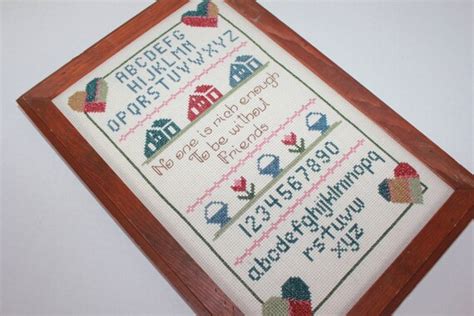 ABCDEFG
HIJKLMN
OPQRSTUVWXYZ
No one is rich enough
To be without
Friends
1234567890
abcdefghijklmnopq
rstuvw
xyz